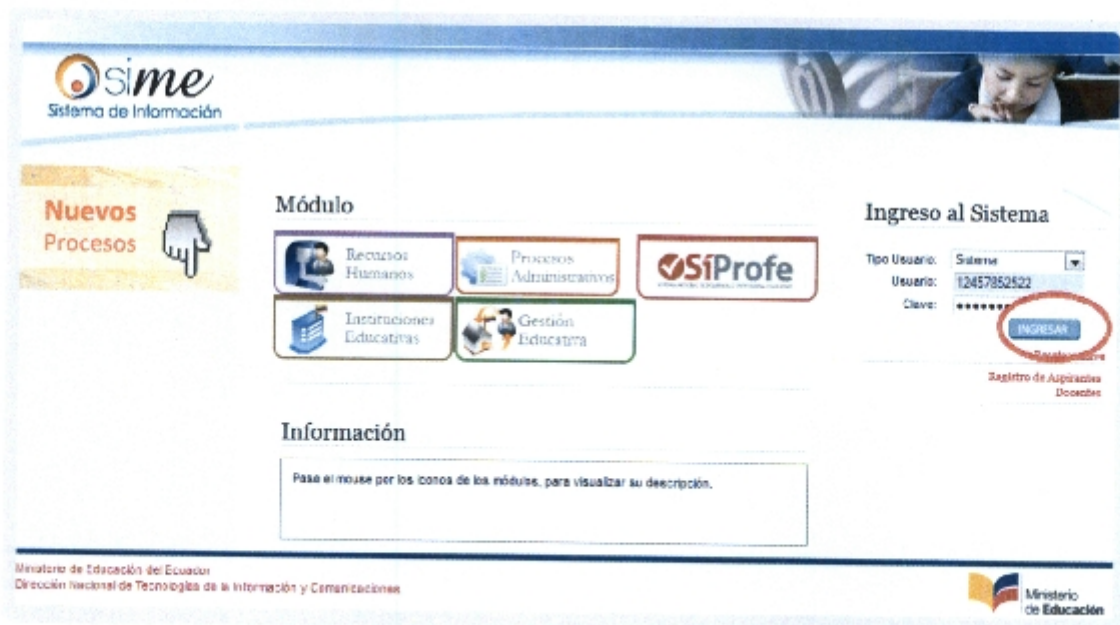 sime
Sistema de Información
Nuevos
Procesos
Módulo
Recursos
Humanos
Procesos
Administrativos
SíProfe
Instituciones
Educativas
Gestión
Educativa
Ingreso al Sistema
Tipo Usuario: Sistema
Usuario: 12457852522
Clave: ********
INGRESAR
Registro de Aspirantes
Docentes
Información
Pase el mouse por los iconos de los módulos, para visualizar su descripción.
Ministerio de Educación del Ecuador
Dirección Nacional de Tecnologías de la Información y Comunicaciones
Ministerio
de Educación